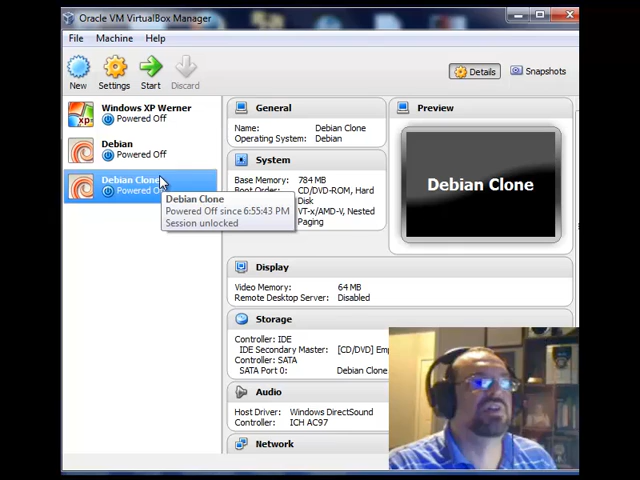 Oracle VM VirtualBox Manager
File Machine Help
New Settings Start Discard
Details Snapshots
Windows XP Werner
Powered Off
Debian
Powered Off
Debian Clone
Powered
Debian Clone
Powered Off since 6:55:43 PM
Session unlocked
General
Name: Debian Clone
Operating System: Debian
System
Base Memory: 784 MB
Boot Order: CD/DVD-ROM, Hard
Disk
VT-x/AMD-V, Nested
Paging
Preview
Debian Clone
Display
Video Memory: 64 MB
Remote Desktop Server: Disabled
Storage
Controller: IDE
IDE Secondary Master: [CD/DVD]
Controller: SATA
SATA Port 0: Debian Clone
Audio
Host Driver: Windows DirectSound
Controller: ICH AC97
Network